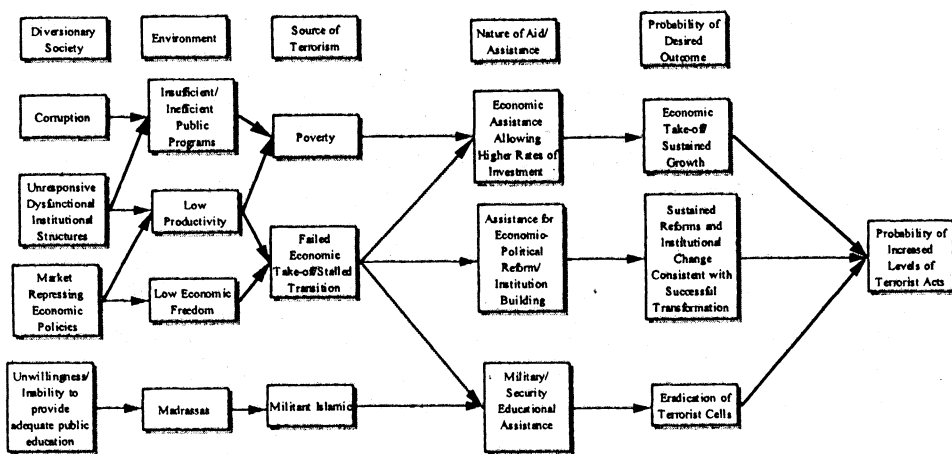 Diversionary
Society
Environment
Source of
Terrorism
Nature of Aid/
Assistance
Probability of
Desired
Outcome
Corruption
Insufficient/
Inefficient
Public
Programs
Poverty
Economic
Assistance
Allowing
Higher Rates of
Investment
Economic
Take-off/
Sustained
Growth
Unresponsive
Dysfunctional
Institutional
Structures
Low
Productivity
Failed
Economic
Take-off/Stalled
Transition
Assistance for
Economic-
Political
Reform/
Institution
Building
Sustained
Reforms and
Institutional
Change
Consistent with
Successful
Transformation
Probability of
Increased
Levels of
Terrorist Acts
Market
Repressing
Economic
Policies
Low Economic
Freedom
Unwillingness/
Inability to
provide
adequate public
education
Madrassas
Militant Islamic
Military/
Security
Educational
Assistance
Eradication of
Terrorist Cells